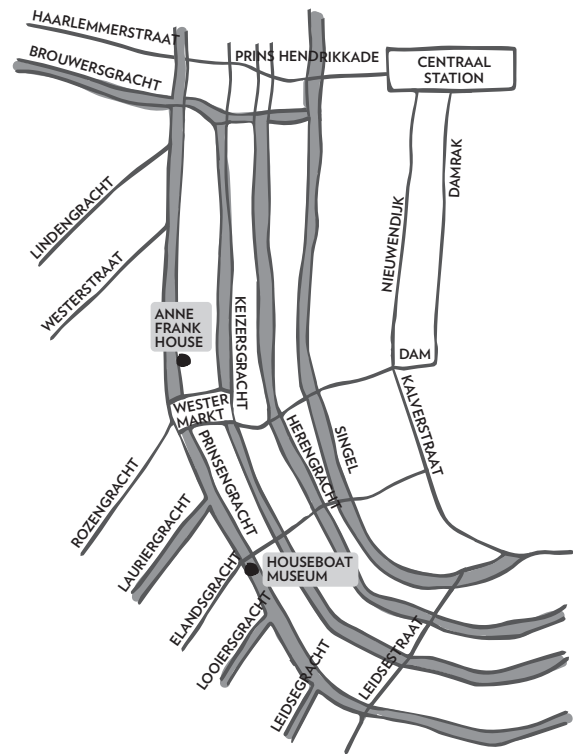 HAARLEMMERSTRAAT
PRINS HENDRIKKADE
CENTRAAL
STATION
BROUWERSGRACHT
DAMRAK
LINDENGRACHT
NIEUWENDIJK
WESTERSTRAAT
ANNE
FRANK
HOUSE
KEIZERSGRACHT
DAM
WESTER
MARKT
KALVERSTRAAT
HERENGRACHT
SINGEL
PRINSENGRACHT
ROZENGRACHT
LAURIERGRACHT
ELANDSGRACHT
HOUSEBOAT
MUSEUM
LOOIERSGRACHT
LEIDSEGRACHT
LEIDSESTRAAT